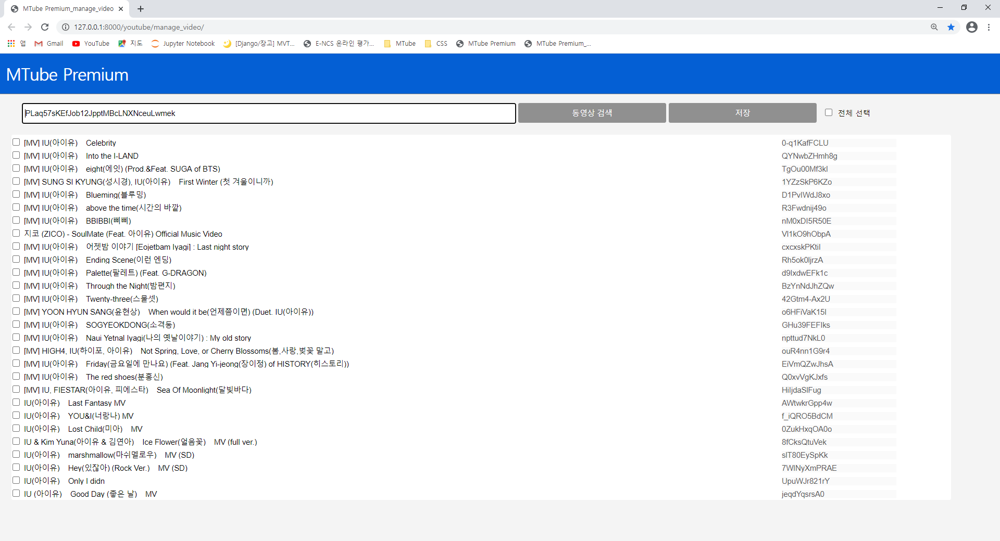 MTube Premium_manage_video
127.0.0.1:8000/youtube/manage_video/
앱 Gmail YouTube 지도 Jupyter Notebook [Django/장고] MVT... E-NCS 온라인 평가... MTube CSS MTube Premium MTube Premium_...
MTube Premium
PLaq57sKEfJob12JpptMBcLNXNceuLwmek 동영상 검색 저장 전체 선택
[MV] IU(아이유) Celebrity 0-q1KafFCLU
[MV] IU(아이유) Into the I-LAND QYNwbZHmh8g
[MV] IU(아이유) eight(에잇) (Prod.&Feat. SUGA of BTS) TgOu00Mf3kI
[MV] SUNG SI KYUNG(성시경), IU(아이유) First Winter (첫 겨울이니까) 1YZzSkP6KZo
[MV] IU(아이유) Blueming(블루밍) D1PvIWdJ8xo
[MV] IU(아이유) above the time(시간의 바깥) R3Fwdnij49o
[MV] IU(아이유) BBIBBI(삐삐) nM0xDI5R50E
지코 (ZICO) - SoulMate (Feat. 아이유) Official Music Video Vl1kO9hObpA
[MV] IU(아이유) 어젯밤 이야기 [Eojetbam Iyagi] : Last night story cxcxskPKtiI
[MV] IU(아이유) Ending Scene(이런 엔딩) Rh5ok0ljrzA
[MV] IU(아이유) Palette(팔레트) (Feat. G-DRAGON) d9IxdwEFk1c
[MV] IU(아이유) Through the Night(밤편지) BzYnNdJhZQw
[MV] IU(아이유) Twenty-three(스물셋) 42Gtm4-Ax2U
[MV] YOON HYUN SANG(윤현상) When would it be(언제쯤이면) (Duet. IU(아이유)) o6HFiVaK15I
[MV] IU(아이유) SOGYEOKDONG(소격동) GHu39FEFIks
[MV] IU(아이유) Naui Yetnal Iyagi(나의 옛날이야기) : My old story npttud7NkL0
[MV] HIGH4, IU(하이포, 아이유) Not Spring, Love, or Cherry Blossoms(봄,사랑,벚꽃 말고) ouR4nn1G9r4
[MV] IU(아이유) Friday(금요일에 만나요) (Feat. Jang Yi-jeong(장이정) of HISTORY(히스토리)) EiVmQZwJhsA
[MV] IU(아이유) The red shoes(분홍신) Q0xvVgKJxfs
[MV] IU, FIESTAR(아이유, 피에스타) Sea Of Moonlight(달빛바다) HiIjdaSIFug
IU(아이유) Last Fantasy MV AWtwkrGpp4w
IU(아이유) YOU&I(너랑나) MV f_iQRO5BdCM
IU(아이유) Lost Child(미아) MV 0ZukHxqOA0o
IU & Kim Yuna(아이유 & 김연아) Ice Flower(얼음꽃) MV (full ver.) 8fCksQtuVek
IU(아이유) marshmallow(마쉬멜로우) MV (SD) slT80EySpKk
IU(아이유) Hey(있잖아) (Rock Ver.) MV (SD) 7WINyXmPRAE
IU(아이유) Only I didn UpuWJr821rY
IU (아이유) Good Day (좋은 날) MV jeqdYqsrsA0